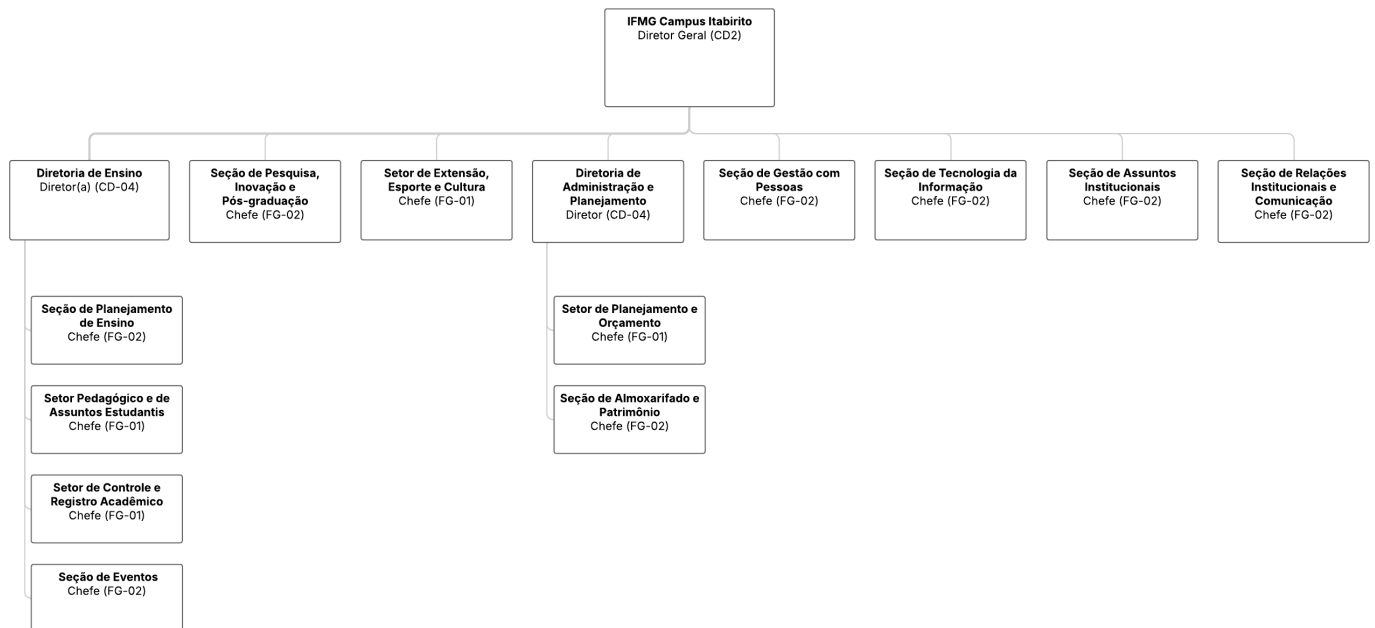 IFMG Campus Itabirito
Diretor Geral (CD2)
Diretoria de Ensino
Diretor(a) (CD-04)
Seção de Pesquisa,
Inovação e
Pós-graduação
Chefe (FG-02)
Setor de Extensão,
Esporte e Cultura
Chefe (FG-01)
Diretoria de
Administração e
Planejamento
Diretor (CD-04)
Seção de Gestão com
Pessoas
Chefe (FG-02)
Seção de Tecnologia da
Informação
Chefe (FG-02)
Seção de Assuntos
Institucionais
Chefe (FG-02)
Seção de Relações
Institucionais e
Comunicação
Chefe (FG-02)
Seção de Planejamento
de Ensino
Chefe (FG-02)
Setor Pedagógico e de
Assuntos Estudantis
Chefe (FG-01)
Setor de Controle e
Registro Acadêmico
Chefe (FG-01)
Seção de Eventos
Chefe (FG-02)
Setor de Planejamento e
Orçamento
Chefe (FG-01)
Seção de Almoxarifado e
Patrimônio
Chefe (FG-02)